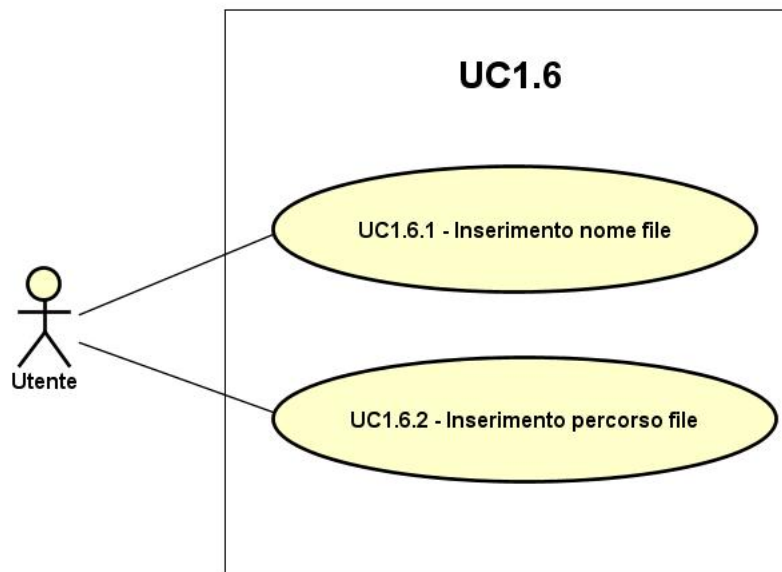 UC1.6
UC1.6.1 - Inserimento nome file
Utente
UC1.6.2 - Inserimento percorso file